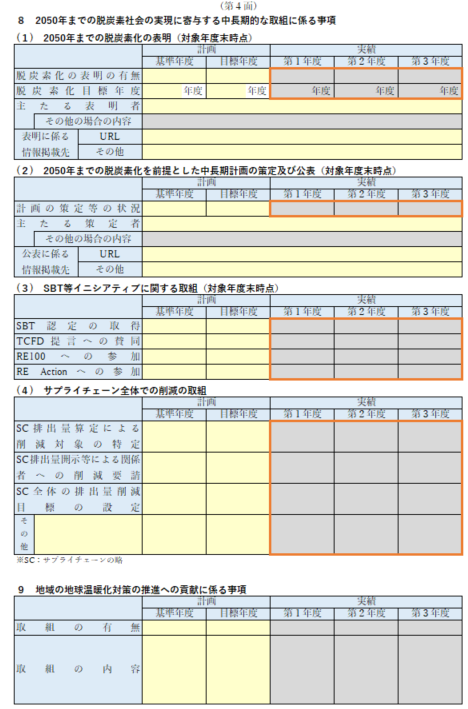 （第４面）
８　2050年までの脱炭素社会の実現に寄与する中長期的な取組に係る事項
（１）　2050年までの脱炭素化の表明（対象年度末時点）
計画　実績
基準年度　目標年度　第１年度　第２年度　第３年度
脱炭素化の表明の有無
脱炭素化目標年度　年度　年度　年度　年度　年度
主たる表明者
その他の場合の内容
表明に係る　URL
情報掲載先　その他
（２）　2050年までの脱炭素化を前提とした中長期計画の策定及び公表（対象年度末時点）
計画　実績
基準年度　目標年度　第１年度　第２年度　第３年度
計画の策定等の状況
主たる策定者
その他の場合の内容
公表に係る　URL
情報掲載先　その他
（３）　SBT等イニシアティブに関する取組（対象年度末時点）
計画　実績
基準年度　目標年度　第１年度　第２年度　第３年度
SBT認定の取得
TCFD提言への賛同
RE100への参加
RE Actionへの参加
（４）　サプライチェーン全体での削減の取組
計画　実績
基準年度　目標年度　第１年度　第２年度　第３年度
SC排出量算定による
削減対象の特定
SC排出量開示等による関係
者への削減要請
SC全体の排出量削減
目標の設定
その他
※SC：サプライチェーンの略
９　地域の地球温暖化対策の推進への貢献に係る事項
計画　実績
基準年度　目標年度　第１年度　第２年度　第３年度
取組の有無
取組の内容